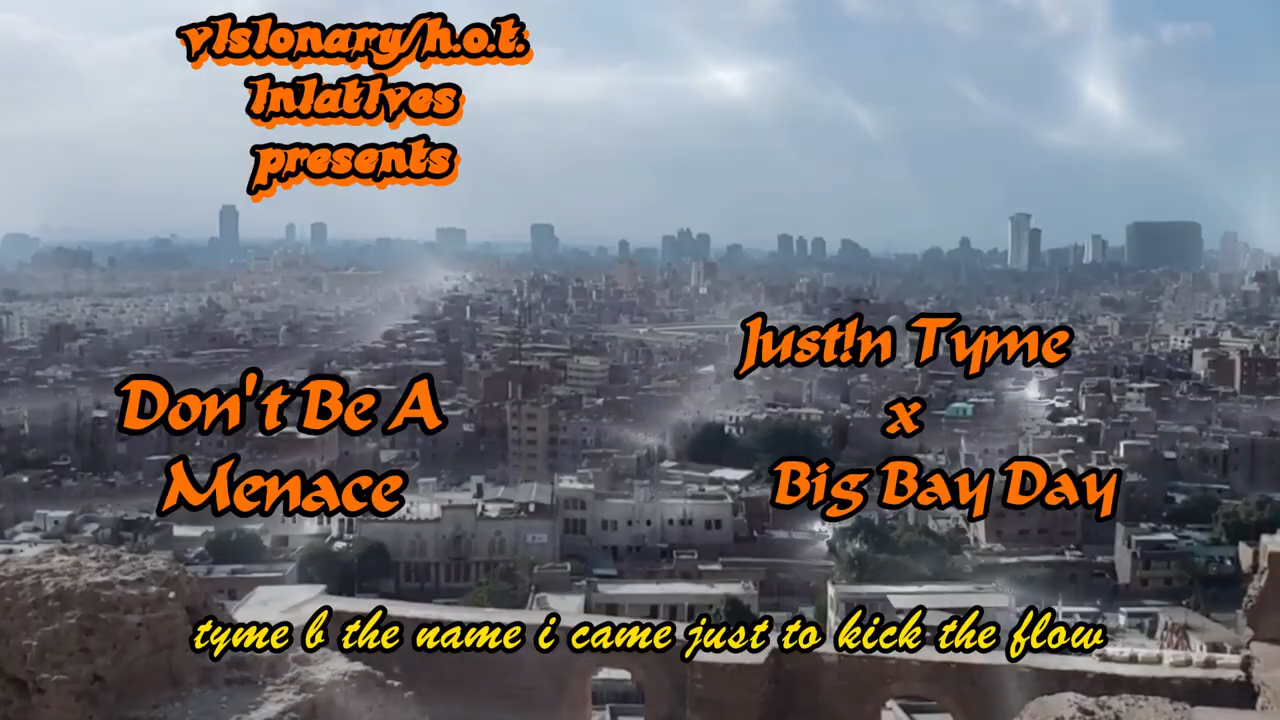 vIsIonary/h.o.t.
InIatIves
presents
Just!n Tyme
Don't Be A
x
Menace
Big Bay Day
tyme b the name i came just to kick the flow